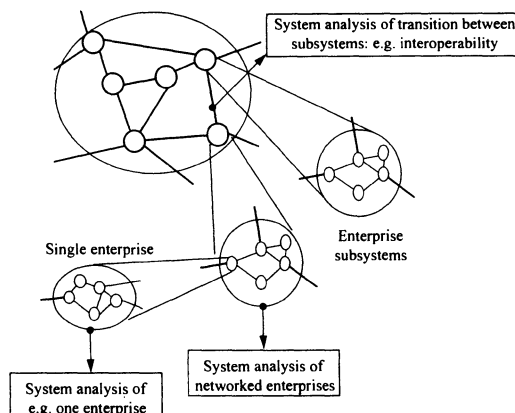 System analysis of transition between
subsystems: e.g. interoperability
Enterprise
subsystems
Single enterprise
System analysis of
networked enterprises
System analysis of
e.g. one enterprise